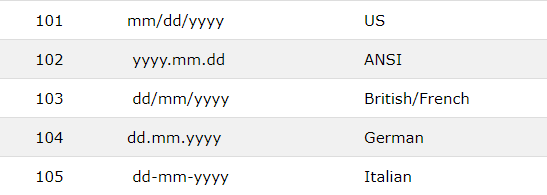 101 mm/dd/yyyy US
102 yyyy.mm.dd ANSI
103 dd/mm/yyyy British/French
104 dd.mm.yyyy German
105 dd-mm-yyyy Italian